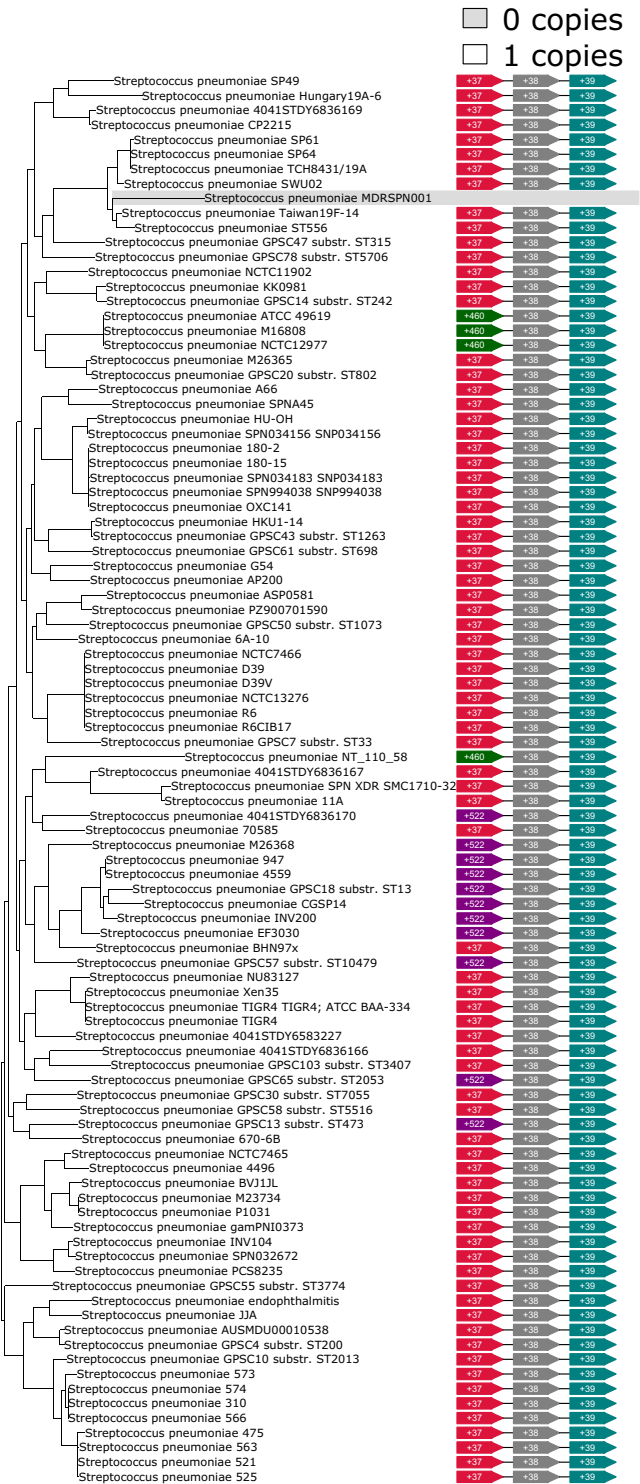 0 copies
1 copies
Streptococcus pneumoniae SP49 +37 +38 +39
Streptococcus pneumoniae Hungary19A-6 +37 +38 +39
Streptococcus pneumoniae 4041STDY6836169 +37 +38 +39
Streptococcus pneumoniae CP2215 +37 +38 +39
Streptococcus pneumoniae SP61 +37 +38 +39
Streptococcus pneumoniae SP64 +37 +38 +39
Streptococcus pneumoniae TCH8431/19A +37 +38 +39
Streptococcus pneumoniae SWU02 +37 +38 +39
Streptococcus pneumoniae MDRSPN001
Streptococcus pneumoniae Taiwan19F-14 +37 +38 +39
Streptococcus pneumoniae ST556 +37 +38 +39
Streptococcus pneumoniae GPSC47 substr. ST315 +37 +38 +39
Streptococcus pneumoniae GPSC78 substr. ST5706 +37 +38 +39
Streptococcus pneumoniae NCTC11902 +37 +38 +39
Streptococcus pneumoniae KK0981 +37 +38 +39
Streptococcus pneumoniae GPSC14 substr. ST242 +37 +38 +39
Streptococcus pneumoniae ATCC 49619 +460 +38 +39
Streptococcus pneumoniae M16808 +460 +38 +39
Streptococcus pneumoniae NCTC12977 +460 +38 +39
Streptococcus pneumoniae M26365 +37 +38 +39
Streptococcus pneumoniae GPSC20 substr. ST802 +37 +38 +39
Streptococcus pneumoniae A66 +37 +38 +39
Streptococcus pneumoniae SPNA45 +37 +38 +39
Streptococcus pneumoniae HU-OH +37 +38 +39
Streptococcus pneumoniae SPN034156 SNP034156 +37 +38 +39
Streptococcus pneumoniae 180-2 +37 +38 +39
Streptococcus pneumoniae 180-15 +37 +38 +39
Streptococcus pneumoniae SPN034183 SNP034183 +37 +38 +39
Streptococcus pneumoniae SPN994038 SNP994038 +37 +38 +39
Streptococcus pneumoniae OXC141 +37 +38 +39
Streptococcus pneumoniae HKU1-14 +37 +38 +39
Streptococcus pneumoniae GPSC43 substr. ST1263 +37 +38 +39
Streptococcus pneumoniae GPSC61 substr. ST698 +37 +38 +39
Streptococcus pneumoniae G54 +37 +38 +39
Streptococcus pneumoniae AP200 +37 +38 +39
Streptococcus pneumoniae ASP0581 +37 +38 +39
Streptococcus pneumoniae PZ900701590 +37 +38 +39
Streptococcus pneumoniae GPSC50 substr. ST1073 +37 +38 +39
Streptococcus pneumoniae 6A-10 +37 +38 +39
Streptococcus pneumoniae NCTC7466 +37 +38 +39
Streptococcus pneumoniae D39 +37 +38 +39
Streptococcus pneumoniae D39V +37 +38 +39
Streptococcus pneumoniae NCTC13276 +37 +38 +39
Streptococcus pneumoniae R6 +37 +38 +39
Streptococcus pneumoniae R6CIB17 +37 +38 +39
Streptococcus pneumoniae GPSC7 substr. ST33 +37 +38 +39
Streptococcus pneumoniae NT_110_58 +460 +38 +39
Streptococcus pneumoniae 4041STDY6836167 +37 +38 +39
Streptococcus pneumoniae SPN XDR SMC1710-32 +37 +38 +39
Streptococcus pneumoniae 11A +37 +38 +39
Streptococcus pneumoniae 4041STDY6836170 +522 +38 +39
Streptococcus pneumoniae 70585 +37 +38 +39
Streptococcus pneumoniae M26368 +522 +38 +39
Streptococcus pneumoniae 947 +522 +38 +39
Streptococcus pneumoniae 4559 +522 +38 +39
Streptococcus pneumoniae GPSC18 substr. ST13 +522 +38 +39
Streptococcus pneumoniae CGSP14 +522 +38 +39
Streptococcus pneumoniae INV200 +522 +38 +39
Streptococcus pneumoniae EF3030 +522 +38 +39
Streptococcus pneumoniae BHN97x +37 +38 +39
Streptococcus pneumoniae GPSC57 substr. ST10479 +522 +38 +39
Streptococcus pneumoniae NU83127 +37 +38 +39
Streptococcus pneumoniae Xen35 +37 +38 +39
Streptococcus pneumoniae TIGR4 TIGR4; ATCC BAA-334 +37 +38 +39
Streptococcus pneumoniae TIGR4 +37 +38 +39
Streptococcus pneumoniae 4041STDY6583227 +37 +38 +39
Streptococcus pneumoniae 4041STDY6836166 +37 +38 +39
Streptococcus pneumoniae GPSC103 substr. ST3407 +37 +38 +39
Streptococcus pneumoniae GPSC65 substr. ST2053 +522 +38 +39
Streptococcus pneumoniae GPSC30 substr. ST7055 +37 +38 +39
Streptococcus pneumoniae GPSC58 substr. ST5516 +37 +38 +39
Streptococcus pneumoniae GPSC13 substr. ST473 +522 +38 +39
Streptococcus pneumoniae 670-6B +37 +38 +39
Streptococcus pneumoniae NCTC7465 +37 +38 +39
Streptococcus pneumoniae 4496 +37 +38 +39
Streptococcus pneumoniae BVJ1JL +37 +38 +39
Streptococcus pneumoniae M23734 +37 +38 +39
Streptococcus pneumoniae P1031 +37 +38 +39
Streptococcus pneumoniae gamPNI0373 +37 +38 +39
Streptococcus pneumoniae INV104 +37 +38 +39
Streptococcus pneumoniae SPN032672 +37 +38 +39
Streptococcus pneumoniae PCS8235 +37 +38 +39
Streptococcus pneumoniae GPSC55 substr. ST3774 +37 +38 +39
Streptococcus pneumoniae endophthalmitis +37 +38 +39
Streptococcus pneumoniae JJA +37 +38 +39
Streptococcus pneumoniae AUSMDU00010538 +37 +38 +39
Streptococcus pneumoniae GPSC4 substr. ST200 +37 +38 +39
Streptococcus pneumoniae GPSC10 substr. ST2013 +37 +38 +39
Streptococcus pneumoniae 573 +37 +38 +39
Streptococcus pneumoniae 574 +37 +38 +39
Streptococcus pneumoniae 310 +37 +38 +39
Streptococcus pneumoniae 566 +37 +38 +39
Streptococcus pneumoniae 475 +37 +38 +39
Streptococcus pneumoniae 563 +37 +38 +39
Streptococcus pneumoniae 521 +37 +38 +39
Streptococcus pneumoniae 525 +37 +38 +39